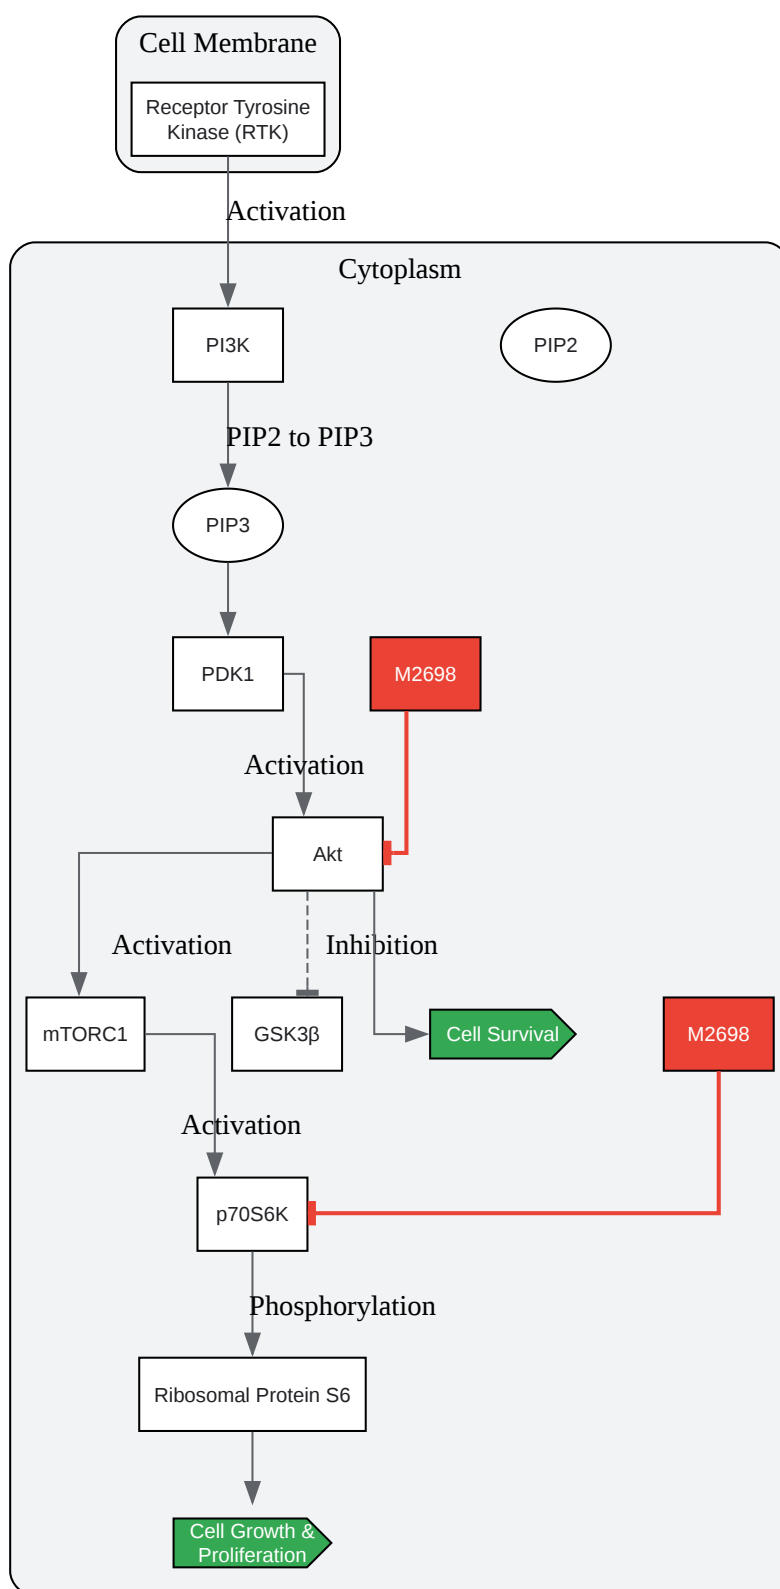 Cell Membrane
Receptor Tyrosine
Kinase (RTK)
Activation
Cytoplasm
PI3K
PIP2
PIP2 to PIP3
PIP3
PDK1
M2698
Activation
Akt
Activation
Inhibition
mTORC1
GSK3β
Cell Survival
M2698
Activation
p70S6K
Phosphorylation
Ribosomal Protein S6
Cell Growth &
Proliferation